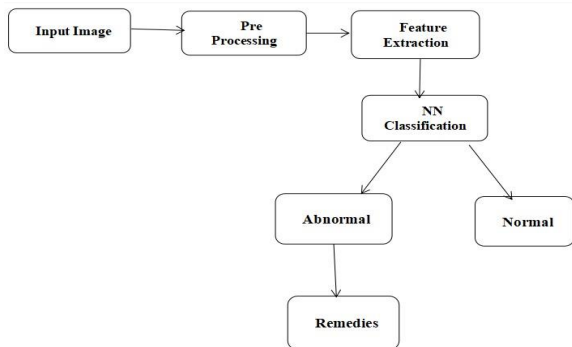 Input Image
Pre
Processing
Feature
Extraction
NN
Classification
Abnormal
Normal
Remedies